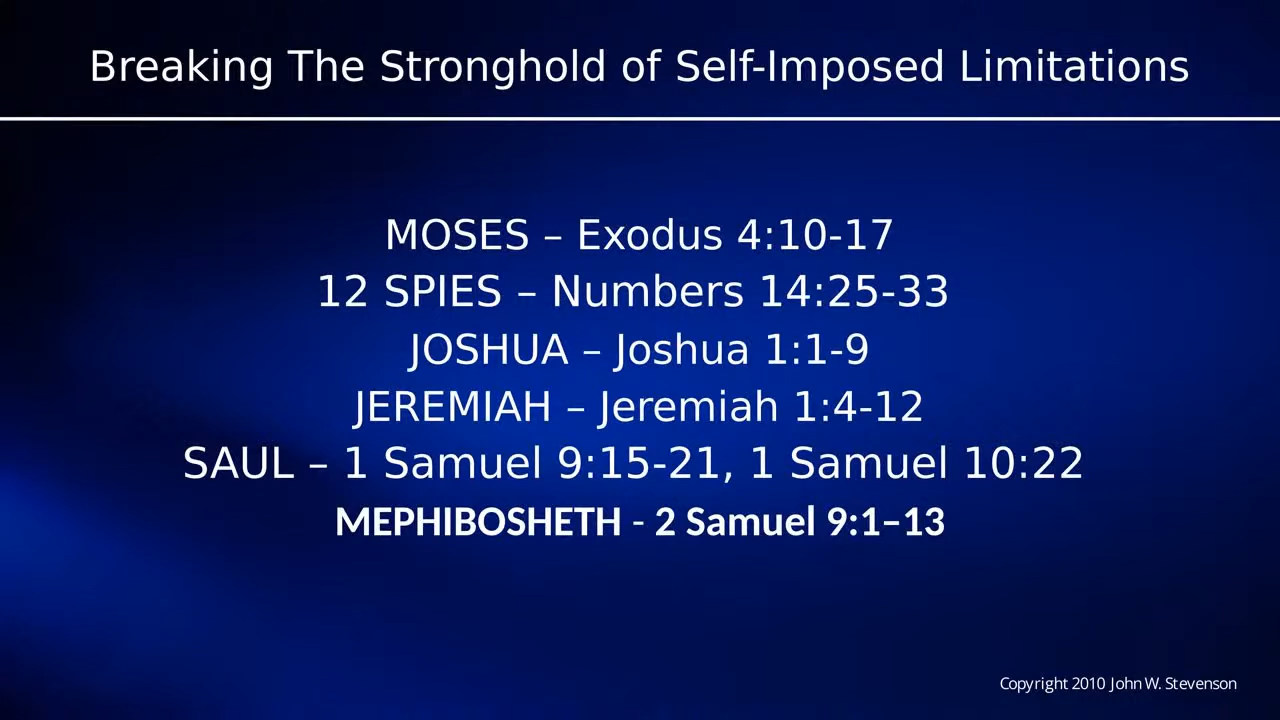 Breaking The Stronghold of Self-Imposed Limitations
MOSES – Exodus 4:10-17
12 SPIES – Numbers 14:25-33
JOSHUA – Joshua 1:1-9
JEREMIAH – Jeremiah 1:4-12
SAUL – 1 Samuel 9:15-21, 1 Samuel 10:22
MEPHIBOSHETH - 2 Samuel 9:1–13
Copyright 2010 John W. Stevenson